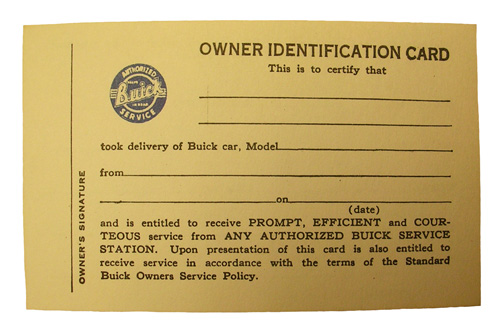 OWNER IDENTIFICATION CARD
This is to certify that
AUTHORIZED
Buick
SERVICE
took delivery of Buick car, Model
from
on
(date)
and is entitled to receive PROMPT, EFFICIENT and COUR-
TEOUS service from ANY AUTHORIZED BUICK SERVICE
STATION. Upon presentation of this card is also entitled to
receive service in accordance with the terms of the Standard
Buick Owners Service Policy.
OWNER'S SIGNATURE